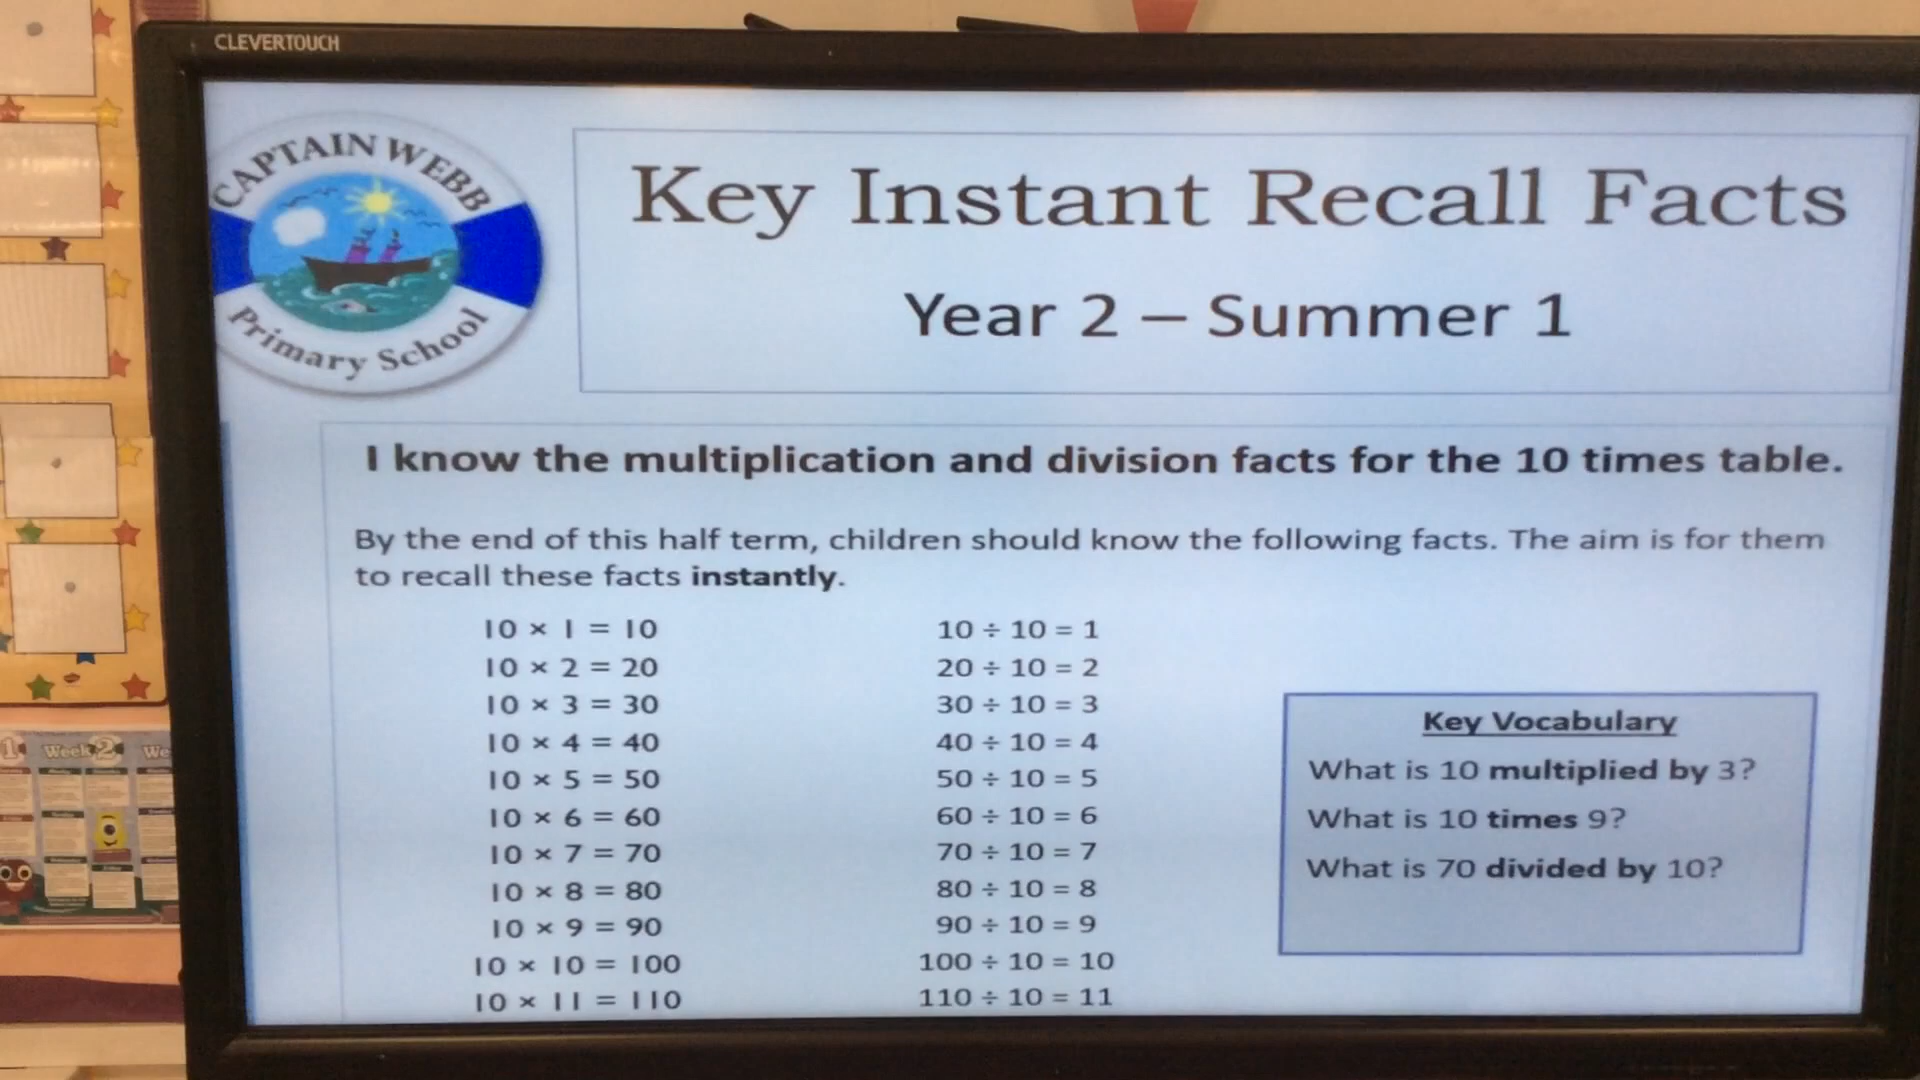 CLEVERTOUCH
CAPTAIN WEBB
Primary School
Key Instant Recall Facts
Year 2 – Summer 1
I know the multiplication and division facts for the 10 times table.
By the end of this half term, children should know the following facts. The aim is for them
to recall these facts instantly.
10 × 1 = 10
10 × 2 = 20
10 × 3 = 30
10 × 4 = 40
10 × 5 = 50
10 × 6 = 60
10 × 7 = 70
10 × 8 = 80
10 × 9 = 90
10 × 10 = 100
10 × 11 = 110
10 ÷ 10 = 1
20 ÷ 10 = 2
30 ÷ 10 = 3
40 ÷ 10 = 4
50 ÷ 10 = 5
60 ÷ 10 = 6
70 ÷ 10 = 7
80 ÷ 10 = 8
90 ÷ 10 = 9
100 ÷ 10 = 10
110 ÷ 10 = 11
Key Vocabulary
What is 10 multiplied by 3?
What is 10 times 9?
What is 70 divided by 10?
1 Week 2 We